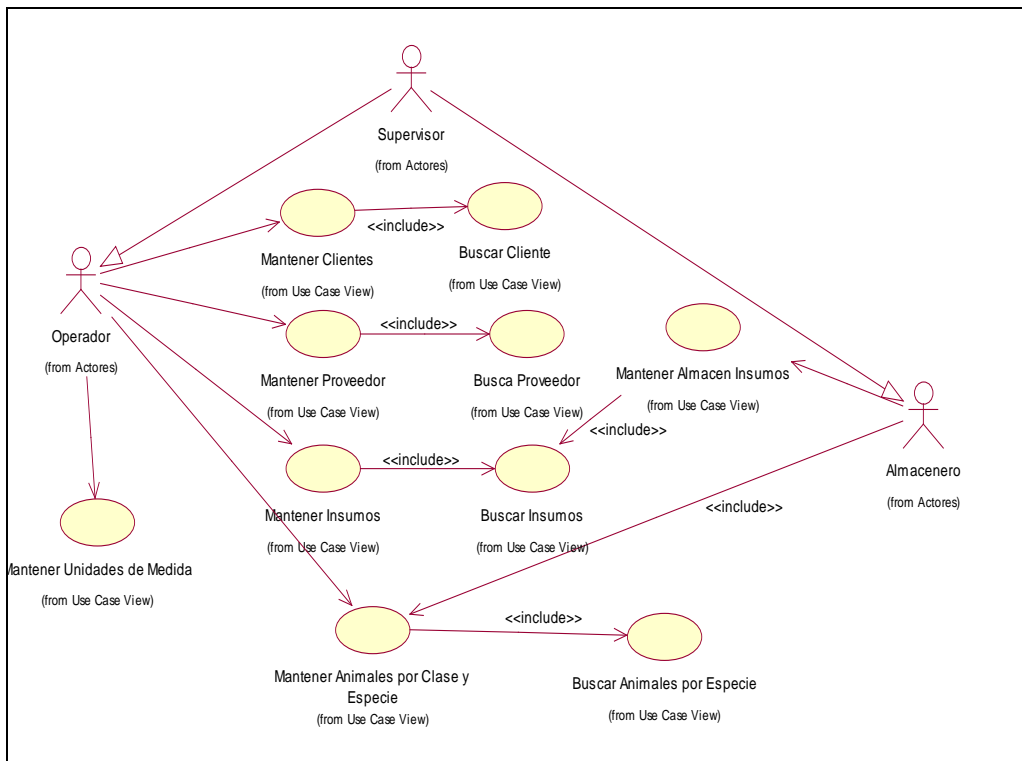 Supervisor
(from Actores)
<<include>>
Mantener Clientes
(from Use Case View)
Buscar Cliente
(from Use Case View)
Operador
(from Actores)
<<include>>
Mantener Proveedor
(from Use Case View)
Busca Proveedor
(from Use Case View)
Mantener Almacen Insumos
(from Use Case View)
<<include>>
<<include>>
Mantener Insumos
(from Use Case View)
Buscar Insumos
(from Use Case View)
Almacenero
(from Actores)
<<include>>
Mantener Unidades de Medida
(from Use Case View)
<<include>>
Mantener Animales por Clase y
Especie
(from Use Case View)
Buscar Animales por Especie
(from Use Case View)